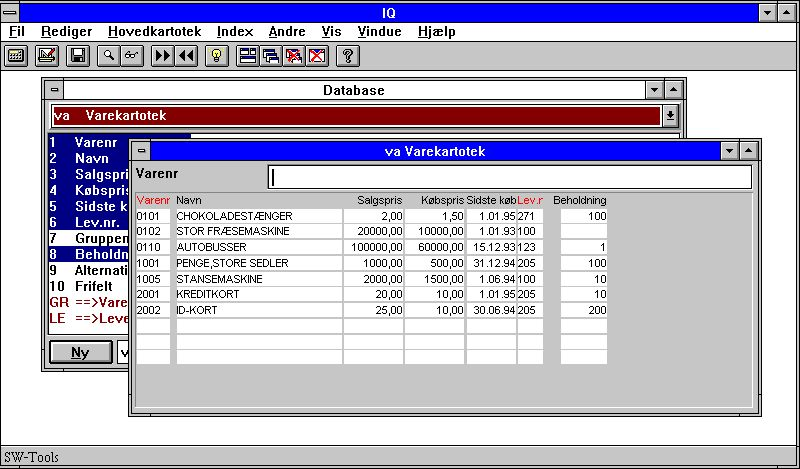 IQ
Fil Rediger Hovedkartotek Index Andre Vis Vindue Hjælp
Database
va Varekartotek
1 Varenr
2 Navn
3 Salgspris
4 Købspris
5 Sidste k
6 Lev.nr.
7 Gruppen
8 Beholdn
9 Alternati
10 Frifelt
GR ==>Vare
LE ==>Leve
Ny v
va Varekartotek
Varenr
Varenr Navn Salgspris Købspris Sidste køb Lev.nr Beholdning
0101 CHOKOLADESTÆNGER 2,00 1,50 1.01.95 271 100
0102 STOR FRÆSEMASKINE 20000,00 10000,00 1.01.93 100
0110 AUTOBUSSER 100000,00 60000,00 15.12.93 123 1
1001 PENGE,STORE SEDLER 1000,00 500,00 31.12.94 205 100
1005 STANSEMASKINE 2000,00 1500,00 1.06.94 100 10
2001 KREDITKORT 20,00 10,00 1.01.95 205 10
2002 ID-KORT 25,00 10,00 30.06.94 205 200
SW-Tools